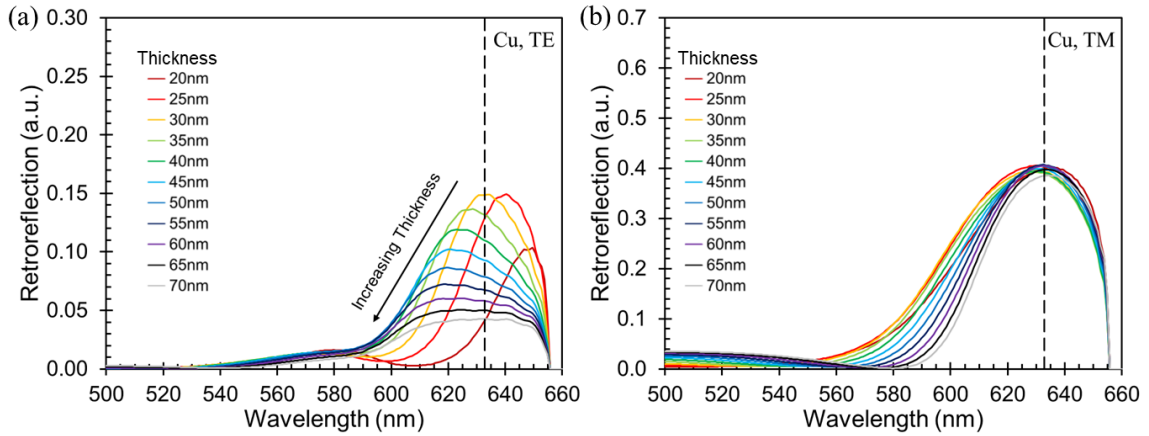 (a)
Retroreflection (a.u.)
0.30
0.25
0.20
0.15
0.10
0.05
0.00
Cu, TE
Thickness
20nm
25nm
30nm
35nm
40nm
45nm
50nm
55nm
60nm
65nm
70nm
Increasing Thickness
500 520 540 560 580 600 620 640 660
Wavelength (nm)
(b)
Retroreflection (a.u.)
0.7
0.6
0.5
0.4
0.3
0.2
0.1
0.0
Cu, TM
Thickness
20nm
25nm
30nm
35nm
40nm
45nm
50nm
55nm
60nm
65nm
70nm
500 520 540 560 580 600 620 640 660
Wavelength (nm)